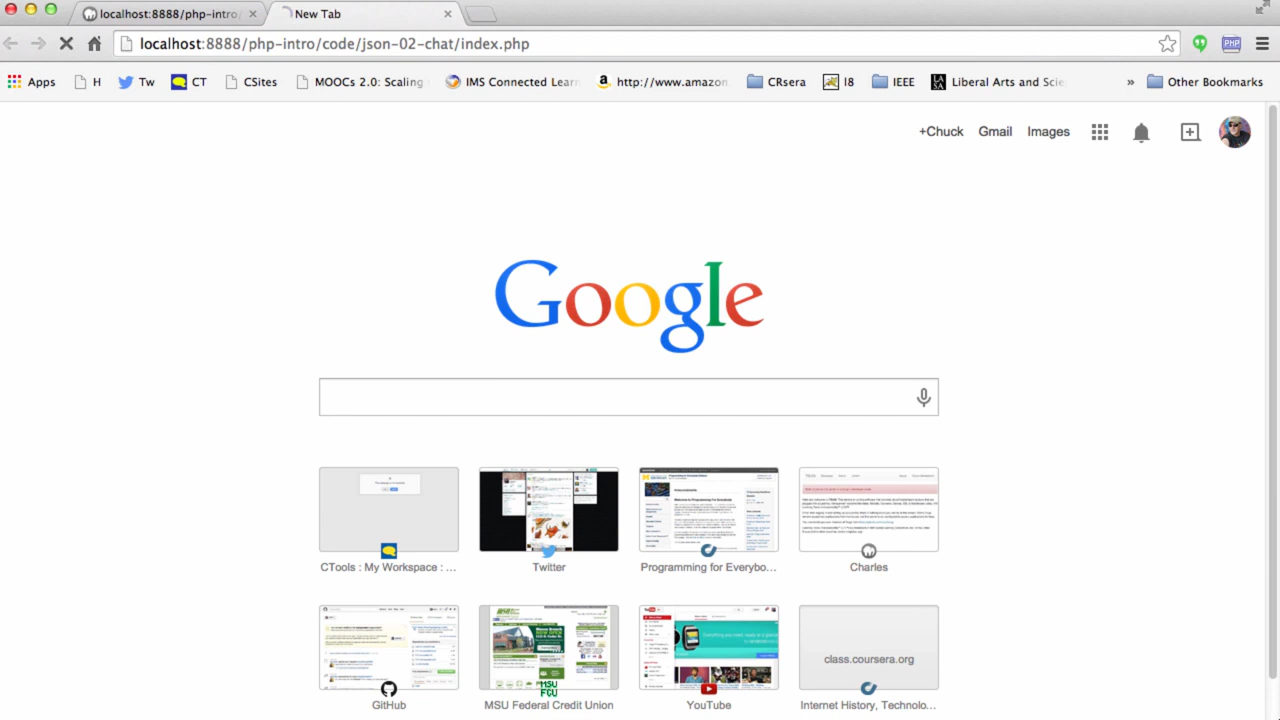 localhost:8888/php-intro/
New Tab
localhost:8888/php-intro/code/json-02-chat/index.php
PHP
Apps H Tw CT CSites MOOCs 2.0: Scaling IMS Connected Learn http://www.amazon. CRsera I8 IEEE Liberal Arts and Scie » Other Bookmarks
+Chuck Gmail Images
Google
CTools : My Workspace : ...
Twitter
Programming for Everybo...
Charles
class.coursera.org
GitHub
MSU Federal Credit Union
YouTube
Internet History, Technolo...